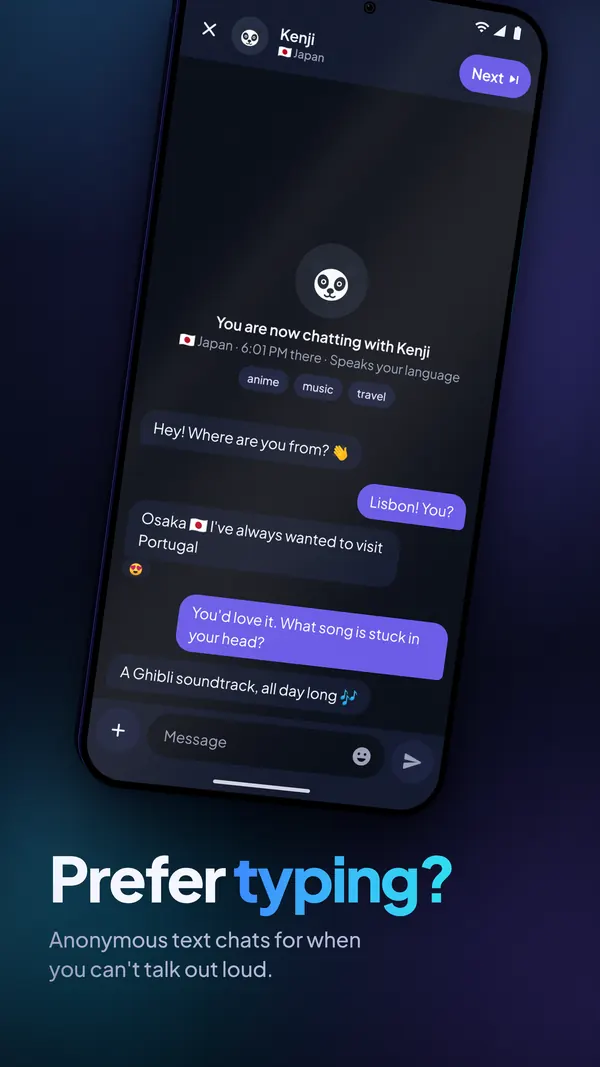 Kenji
🇯🇵 Japan
Next
You are now chatting with Kenji
🇯🇵 Japan · 6:01 PM there · Speaks your language
anime music travel
Hey! Where are you from? 👋
Lisbon! You?
Osaka 🇯🇵 I've always wanted to visit
Portugal
😍
You'd love it. What song is stuck in
your head?
A Ghibli soundtrack, all day long 🎶
Message
Prefer typing?
Anonymous text chats for when
you can't talk out loud.